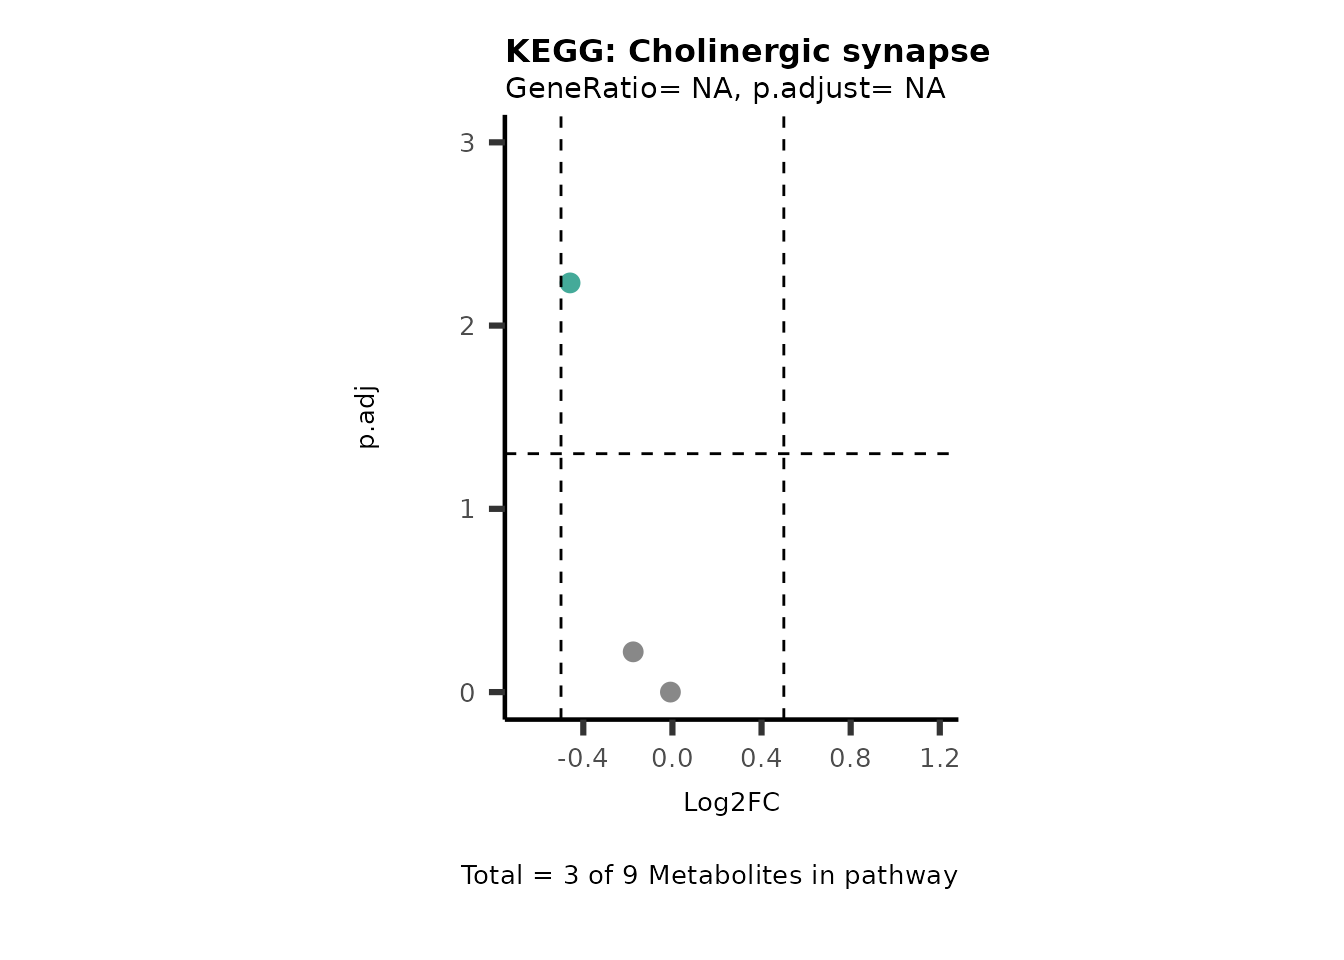 KEGG: Cholinergic synapse
GeneRatio= NA, p.adjust= NA
3
2
1
0
p.adj
-0.4 0.0 0.4 0.8 1.2
Log2FC
Total = 3 of 9 Metabolites in pathway